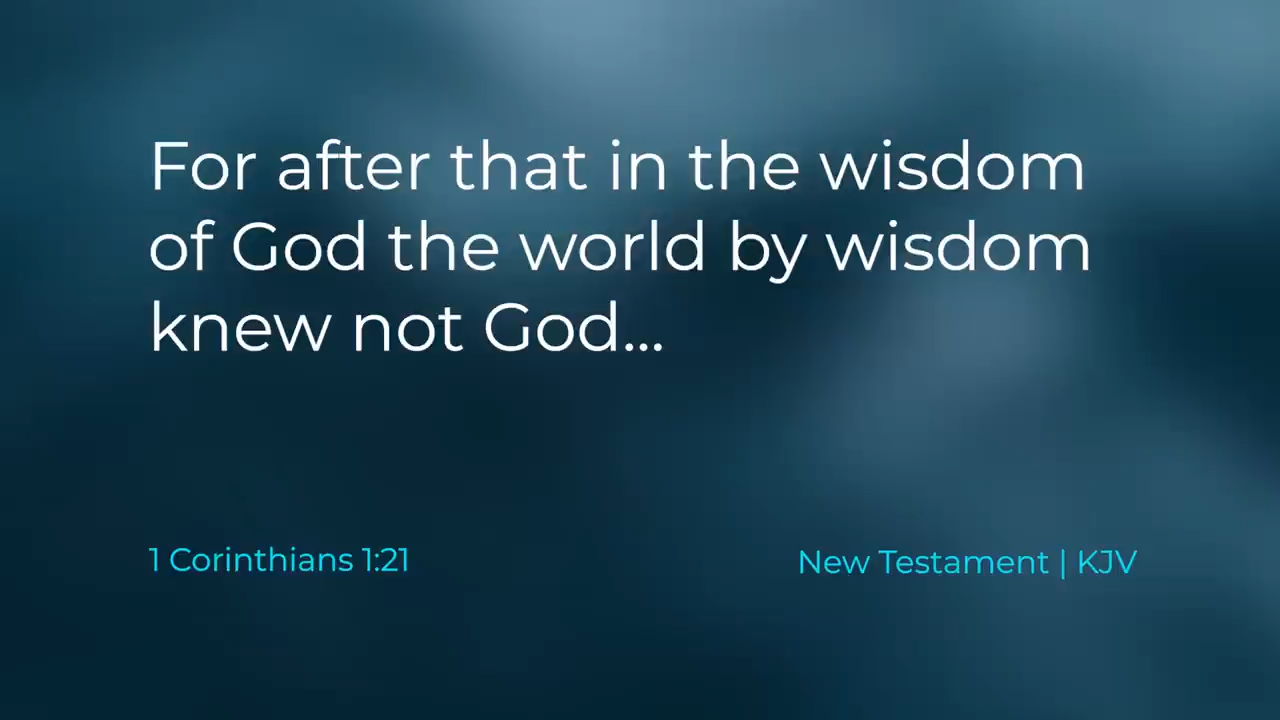 For after that in the wisdom
of God the world by wisdom
knew not God...
1 Corinthians 1:21
New Testament | KJV